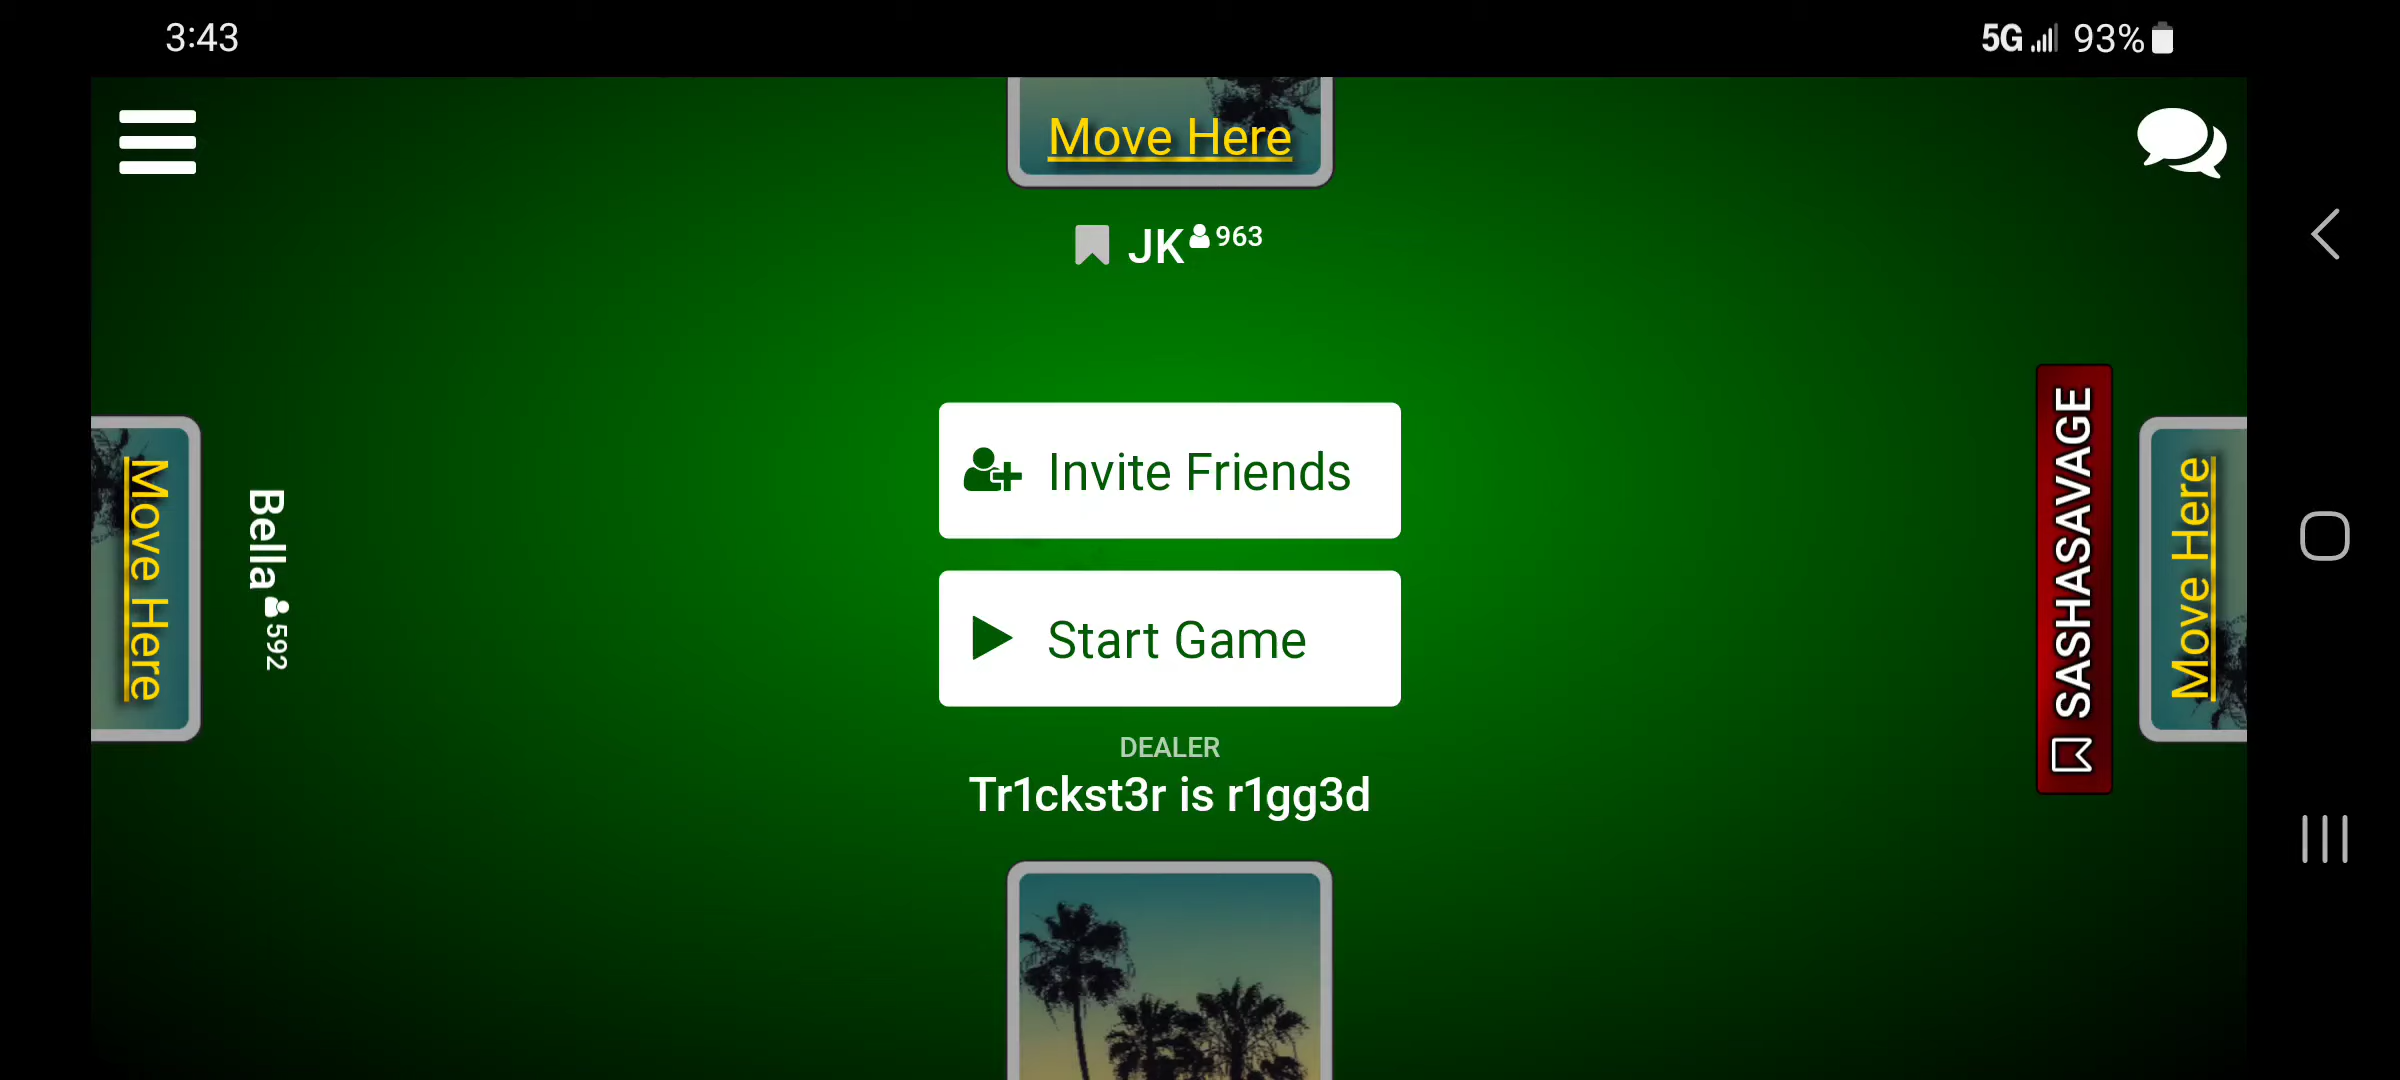 3:43
5G 93%
Move Here
JK 963
Move Here
Bella 592
Invite Friends
Start Game
SASHASAVAGE
Move Here
DEALER
Tr1ckst3r is r1gg3d